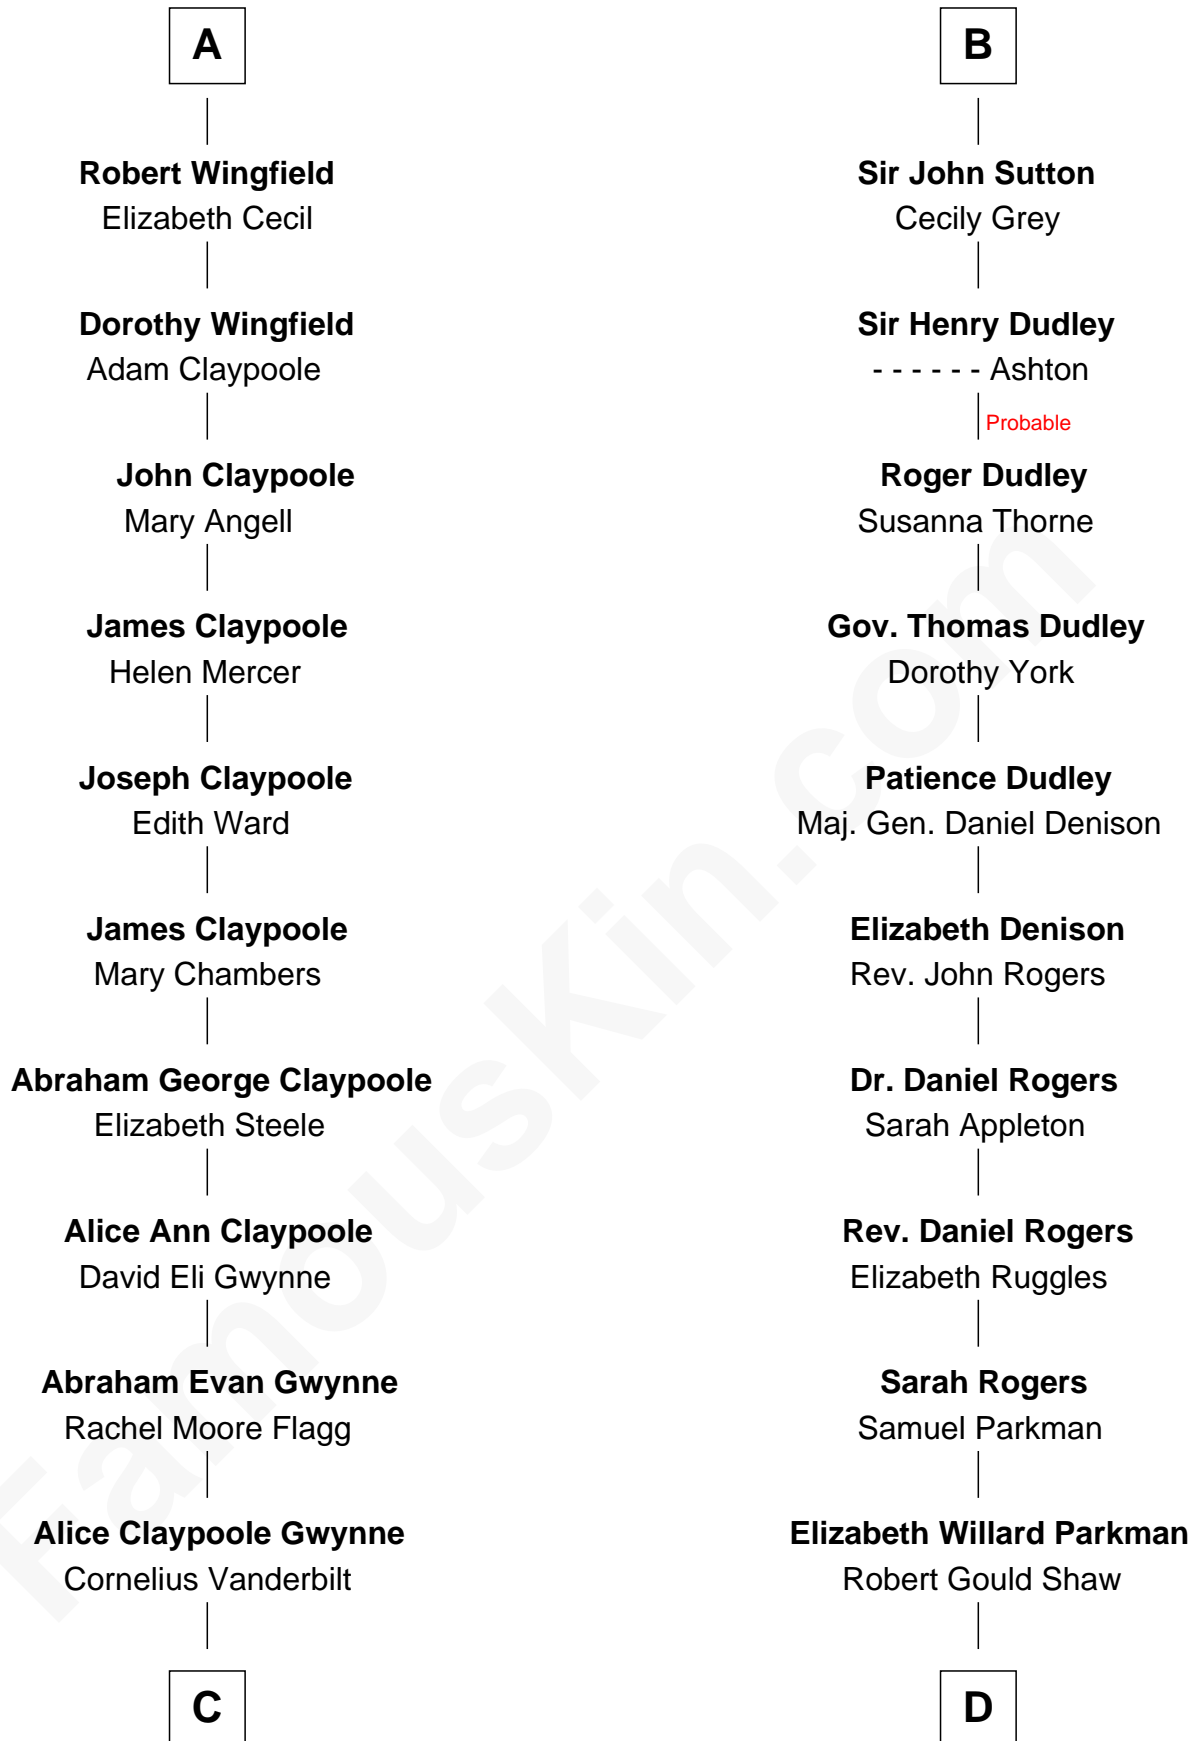 A
Robert Wingfield
Elizabeth Cecil
Dorothy Wingfield
Adam Claypoole
John Claypoole
Mary Angell
James Claypoole
Helen Mercer
Joseph Claypoole
Edith Ward
James Claypoole
Mary Chambers
Abraham George Claypoole
Elizabeth Steele
Alice Ann Claypoole
David Eli Gwynne
Abraham Evan Gwynne
Rachel Moore Flagg
Alice Claypoole Gwynne
Cornelius Vanderbilt
C
B
Sir John Sutton
Cecily Grey
Sir Henry Dudley
- - - - - - Ashton
Probable
Roger Dudley
Susanna Thorne
Gov. Thomas Dudley
Dorothy York
Patience Dudley
Maj. Gen. Daniel Denison
Elizabeth Denison
Rev. John Rogers
Dr. Daniel Rogers
Sarah Appleton
Rev. Daniel Rogers
Elizabeth Ruggles
Sarah Rogers
Samuel Parkman
Elizabeth Willard Parkman
Robert Gould Shaw
D
FamousKin.com